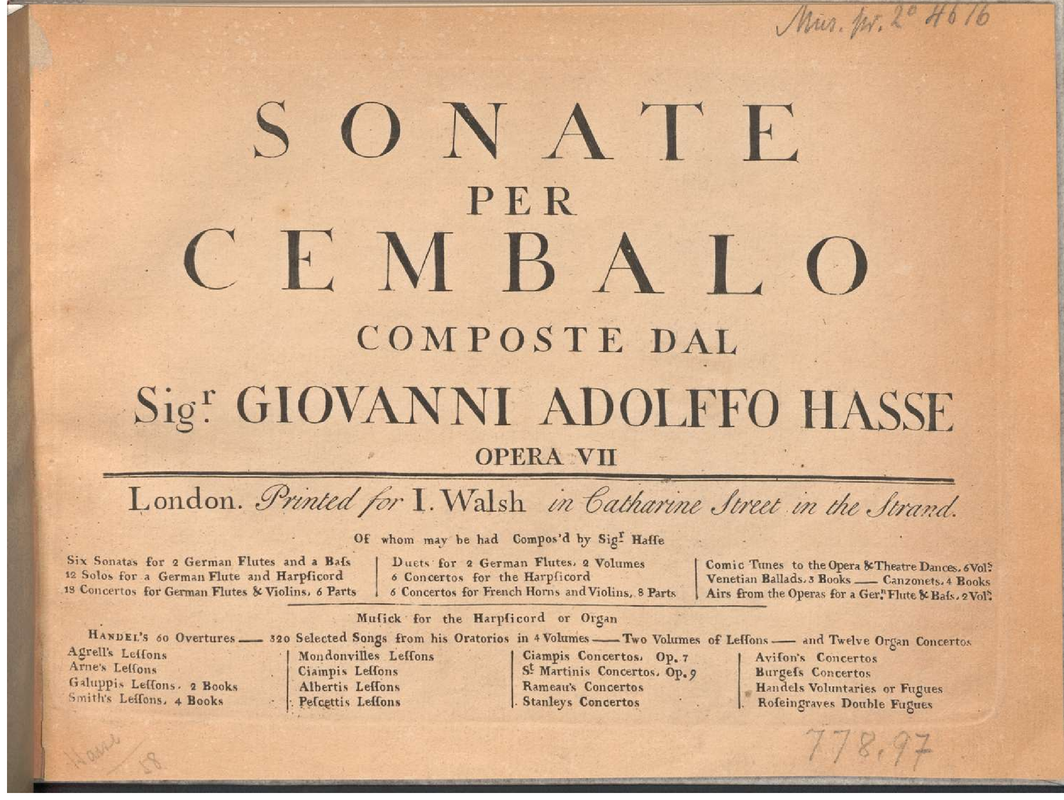 Mus. pr. 2° 4616
SONATE
PER
CEMBALO
COMPOSTE DAL
Sigʳ. GIOVANNI ADOLFFO HASSE
OPERA VII
London. Printed for I. Walsh in Catharine Street in the Strand.
Of whom may be had Compos'd by Sigʳ. Haſse
Six Sonatas for 2 German Flutes and a Baſs
12 Solos for a German Flute and Harpſicord
18 Concertos for German Flutes & Violins, 6 Parts
Duets for 2 German Flutes, 2 Volumes
6 Concertos for the Harpſicord
6 Concertos for French Horns and Violins, 8 Parts
Comic Tunes to the Opera & Theatre Dances, 6 Volˢ.
Venetian Ballads, 3 Books — Canzonets, 4 Books
Airs from the Operas for a Ger.ⁿ Flute & Baſs, 2 Volˢ.
Muſick for the Harpſicord or Organ
HANDEL'S 60 Overtures — 320 Selected Songs from his Oratorios in 4 Volumes — Two Volumes of Leſsons — and Twelve Organ Concertos
Agrell's Leſsons
Arne's Leſsons
Galuppis Leſsons. 2 Books
Smith's Leſsons, 4 Books
Mondonvilles Leſsons
Ciampis Leſsons
Albertis Leſsons
Peſcettis Leſsons
Ciampis Concertos, Op. 7
Sᵗ. Martinis Concertos, Op. 9
Rameau's Concertos
Stanleys Concertos
Aviſon's Concertos
Burgeſs Concertos
Handels Voluntaries or Fugues
Roſeingraves Double Fugues
Hasse
58
778.97